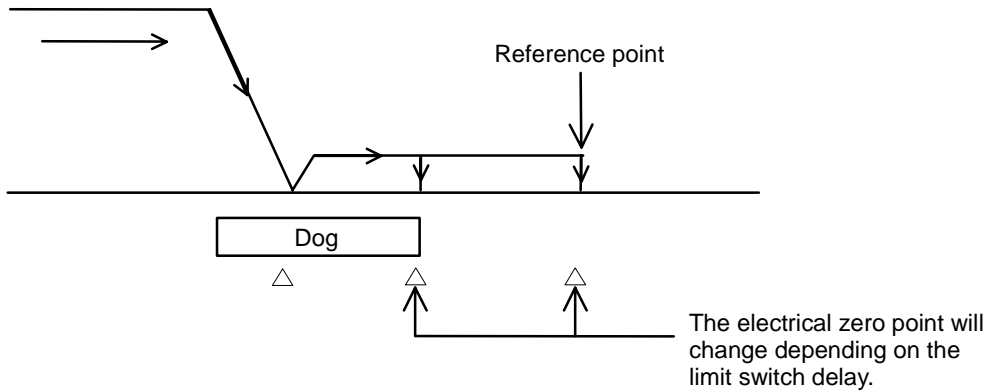 Reference point
Dog
The electrical zero point will
change depending on the
limit switch delay.